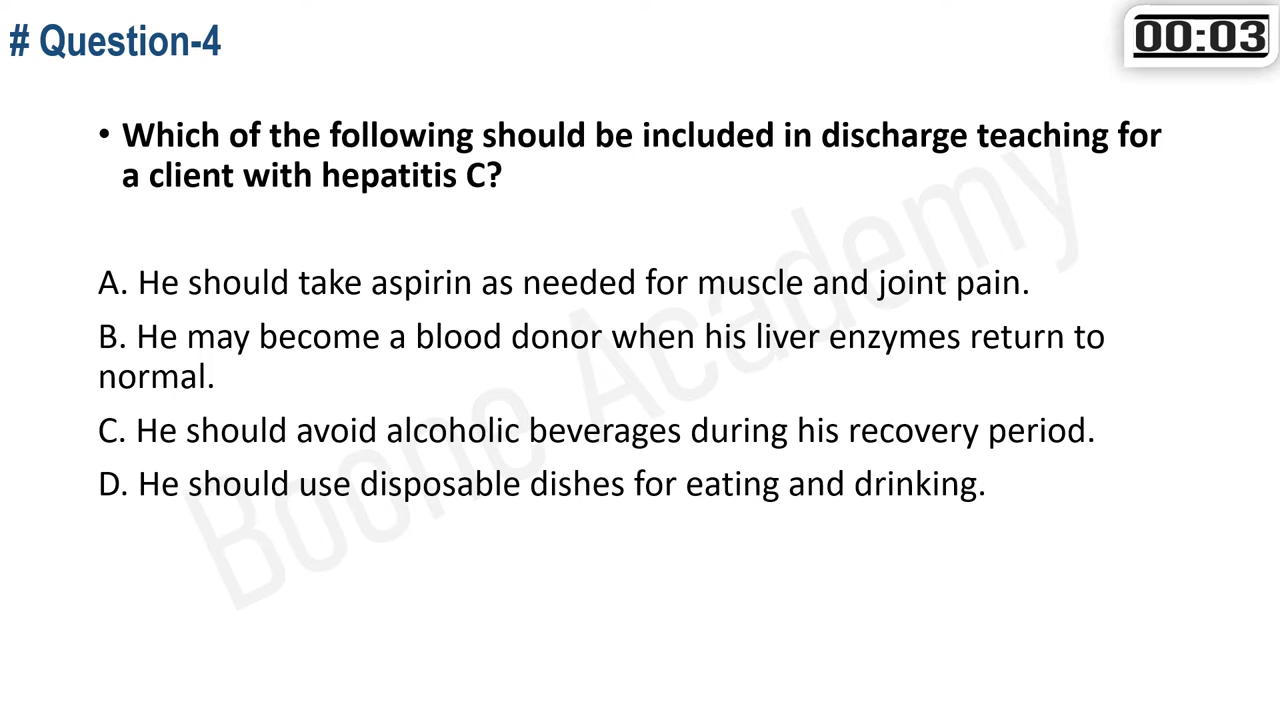 # Question-4
00:03
• Which of the following should be included in discharge teaching for
a client with hepatitis C?
A. He should take aspirin as needed for muscle and joint pain.
B. He may become a blood donor when his liver enzymes return to
normal.
C. He should avoid alcoholic beverages during his recovery period.
D. He should use disposable dishes for eating and drinking.
Boono Academy